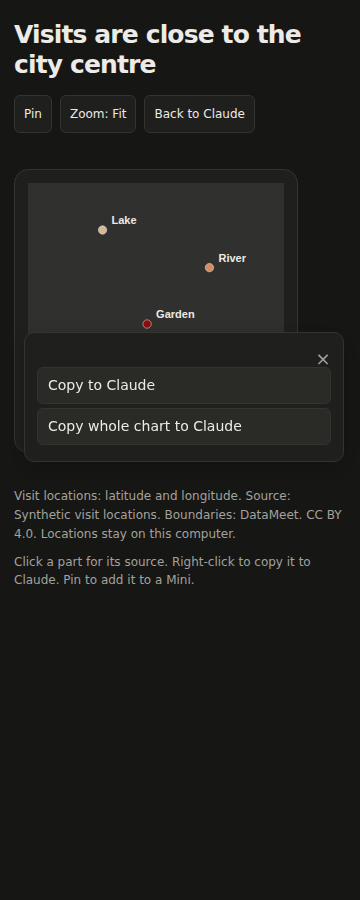 Visits are close to the
city centre
Pin
Zoom: Fit
Back to Claude
Lake
River
Garden
×
Copy to Claude
Copy whole chart to Claude
Visit locations: latitude and longitude. Source:
Synthetic visit locations. Boundaries: DataMeet. CC BY
4.0. Locations stay on this computer.
Click a part for its source. Right-click to copy it to
Claude. Pin to add it to a Mini.